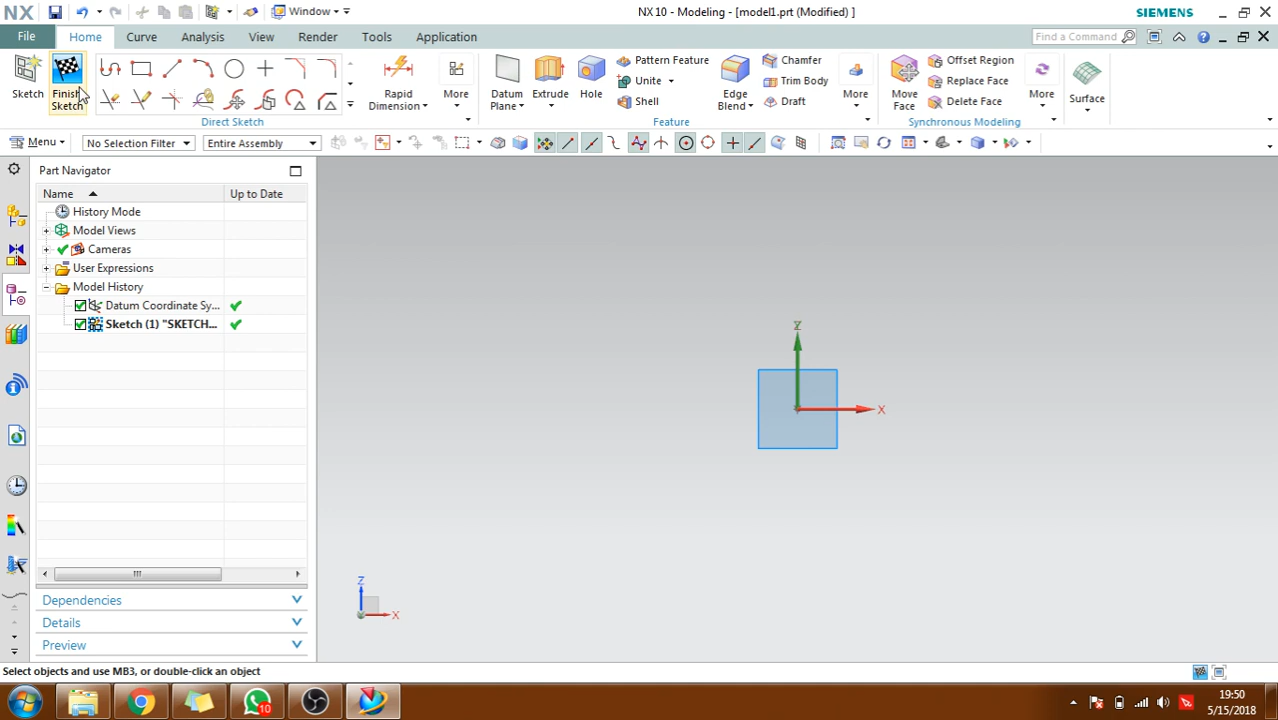 NX Window NX 10 - Modeling - [model1.prt (Modified) ] SIEMENS
File Home Curve Analysis View Render Tools Application Find a Command
Sketch Finish Sketch Rapid Dimension More Datum Plane Extrude Hole Pattern Feature Unite Shell Edge Blend Chamfer Trim Body Draft More Move Face Offset Region Replace Face Delete Face More Surface
Direct Sketch Feature Synchronous Modeling
Menu No Selection Filter Entire Assembly
Part Navigator
Name Up to Date
History Mode
Model Views
Cameras
User Expressions
Model History
Datum Coordinate Sy...
Sketch (1) "SKETCH...
Z
X
Z
X
Dependencies
Details
Preview
Select objects and use MB3, or double-click an object
10
19:50
5/15/2018